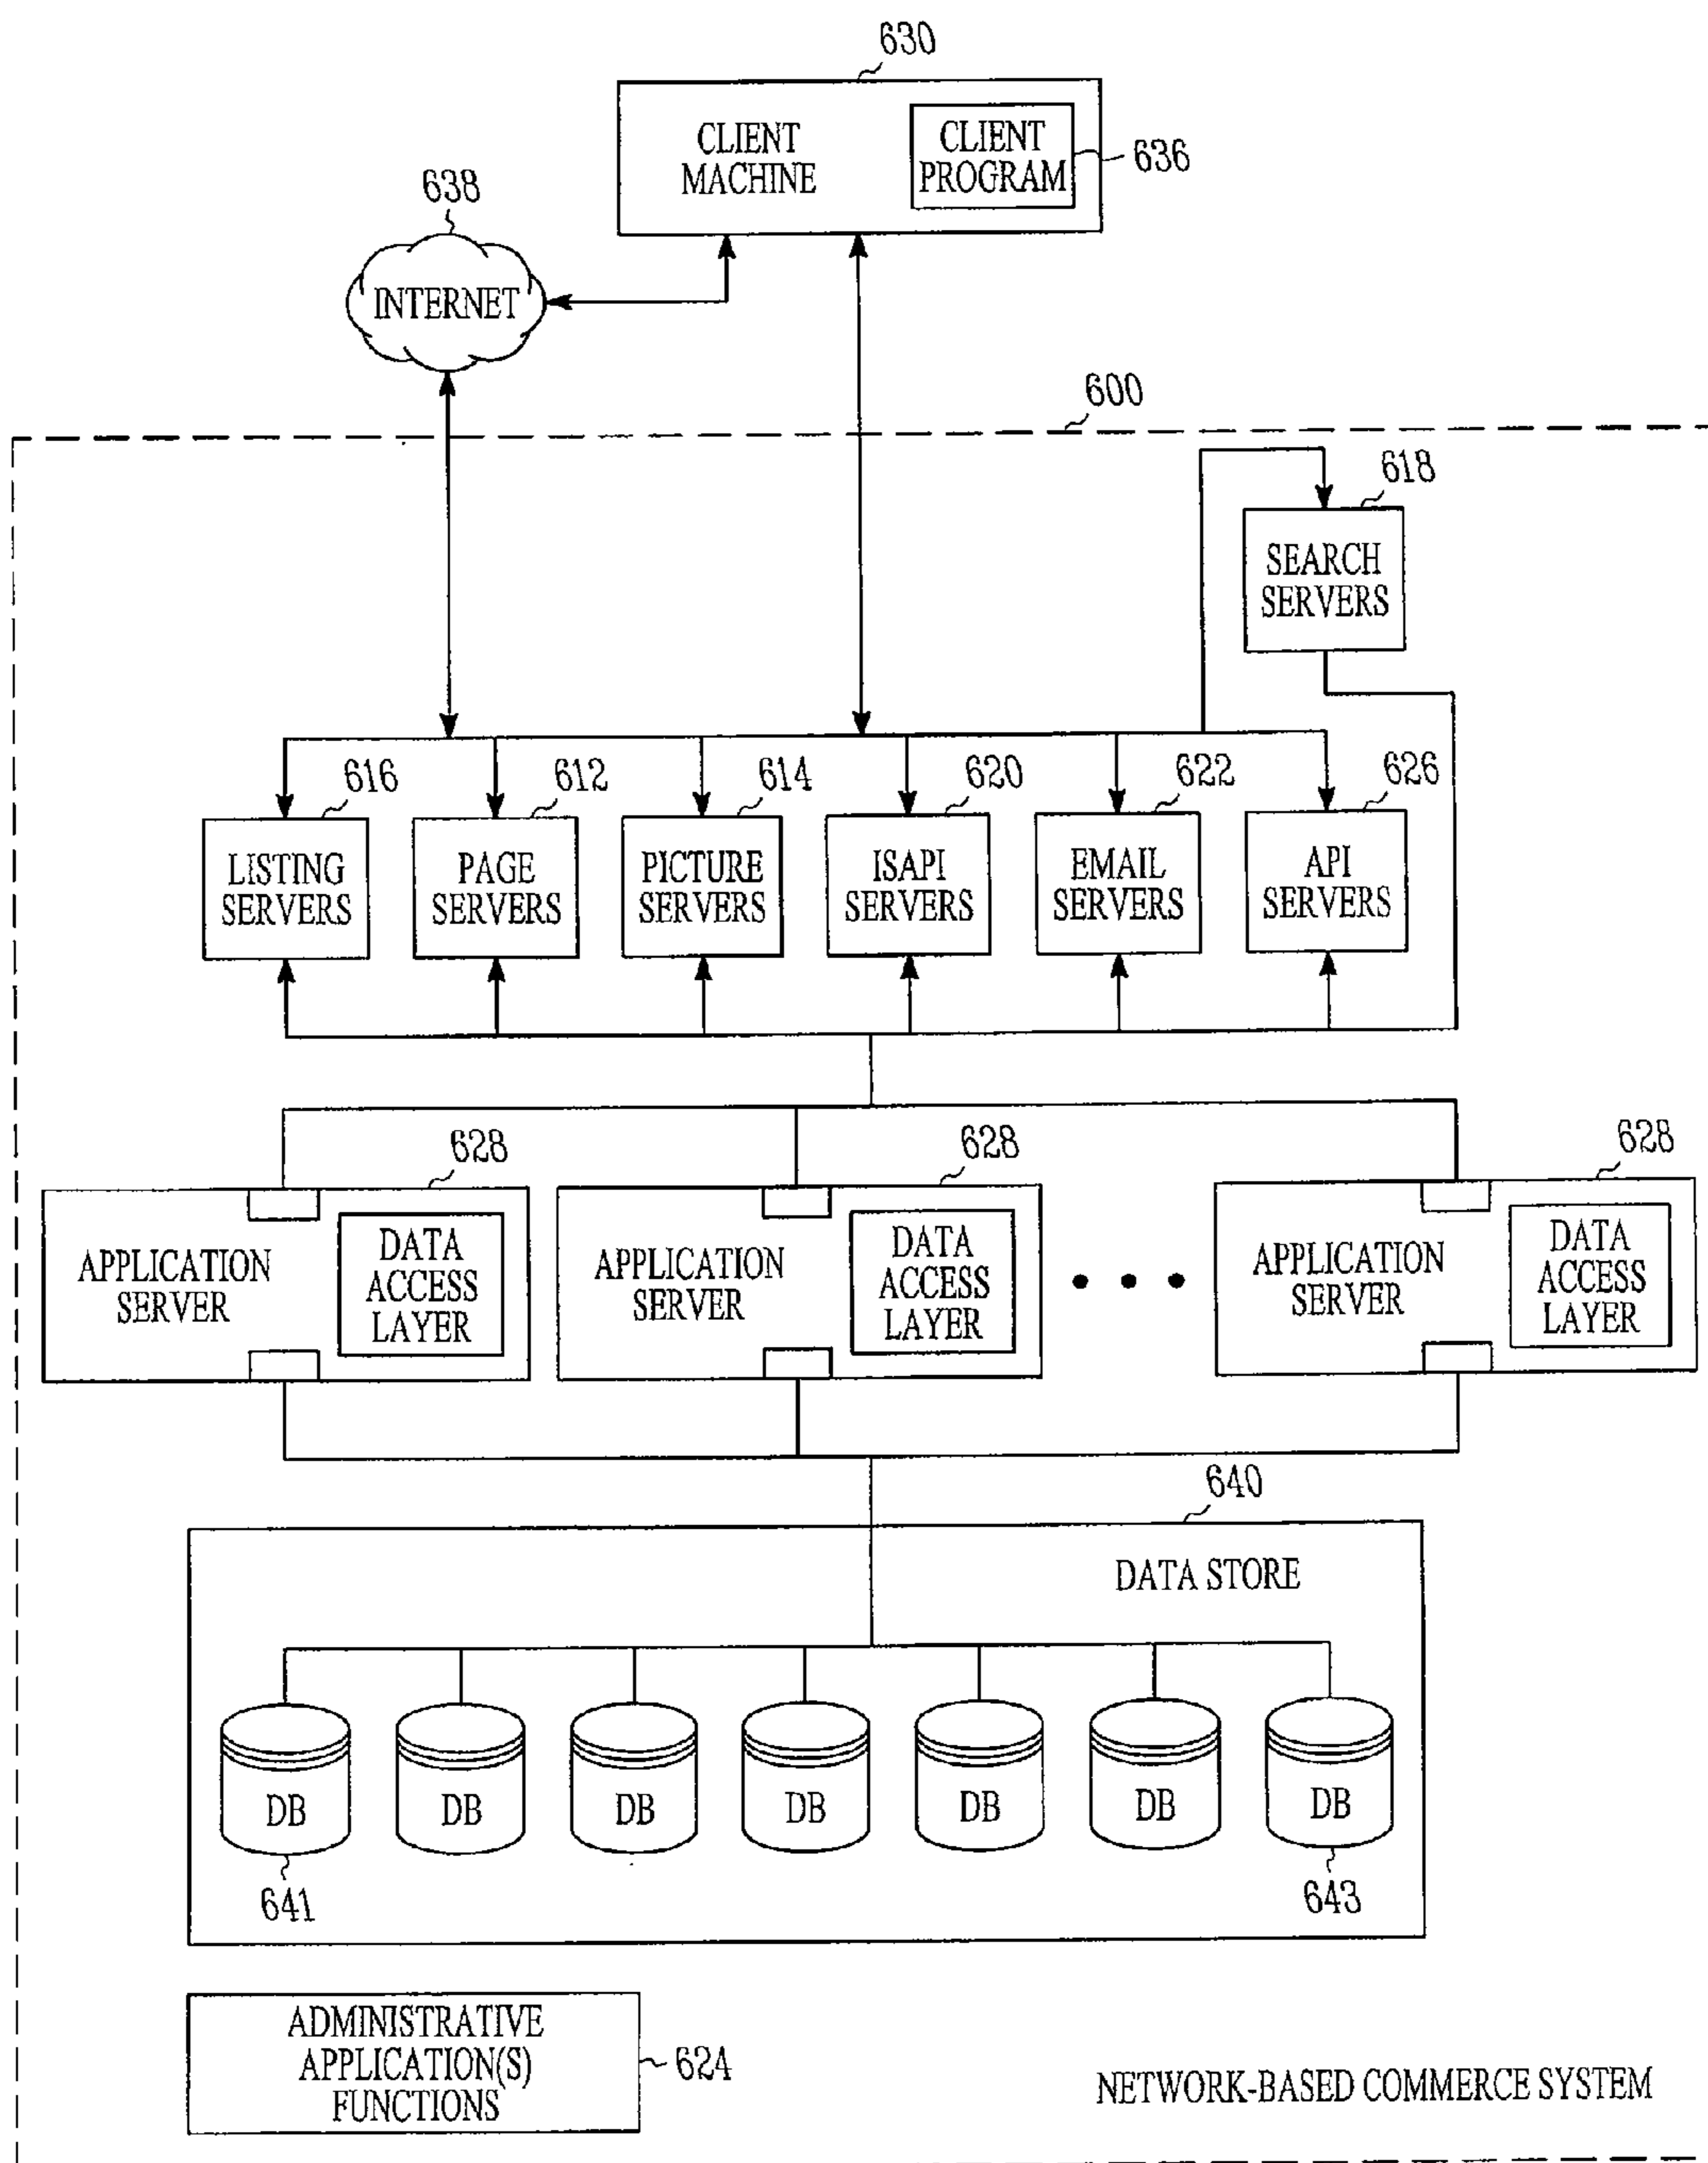 630
CLIENT
MACHINE
CLIENT
PROGRAM
636
638
INTERNET
600
618
SEARCH
SERVERS
616
612
614
620
622
626
LISTING
SERVERS
PAGE
SERVERS
PICTURE
SERVERS
ISAPI
SERVERS
EMAIL
SERVERS
API
SERVERS
628
628
628
APPLICATION
SERVER
DATA
ACCESS
LAYER
APPLICATION
SERVER
DATA
ACCESS
LAYER
APPLICATION
SERVER
DATA
ACCESS
LAYER
640
DATA STORE
DB
DB
DB
DB
DB
DB
DB
641
643
ADMINISTRATIVE
APPLICATION(S)
FUNCTIONS
624
NETWORK-BASED COMMERCE SYSTEM